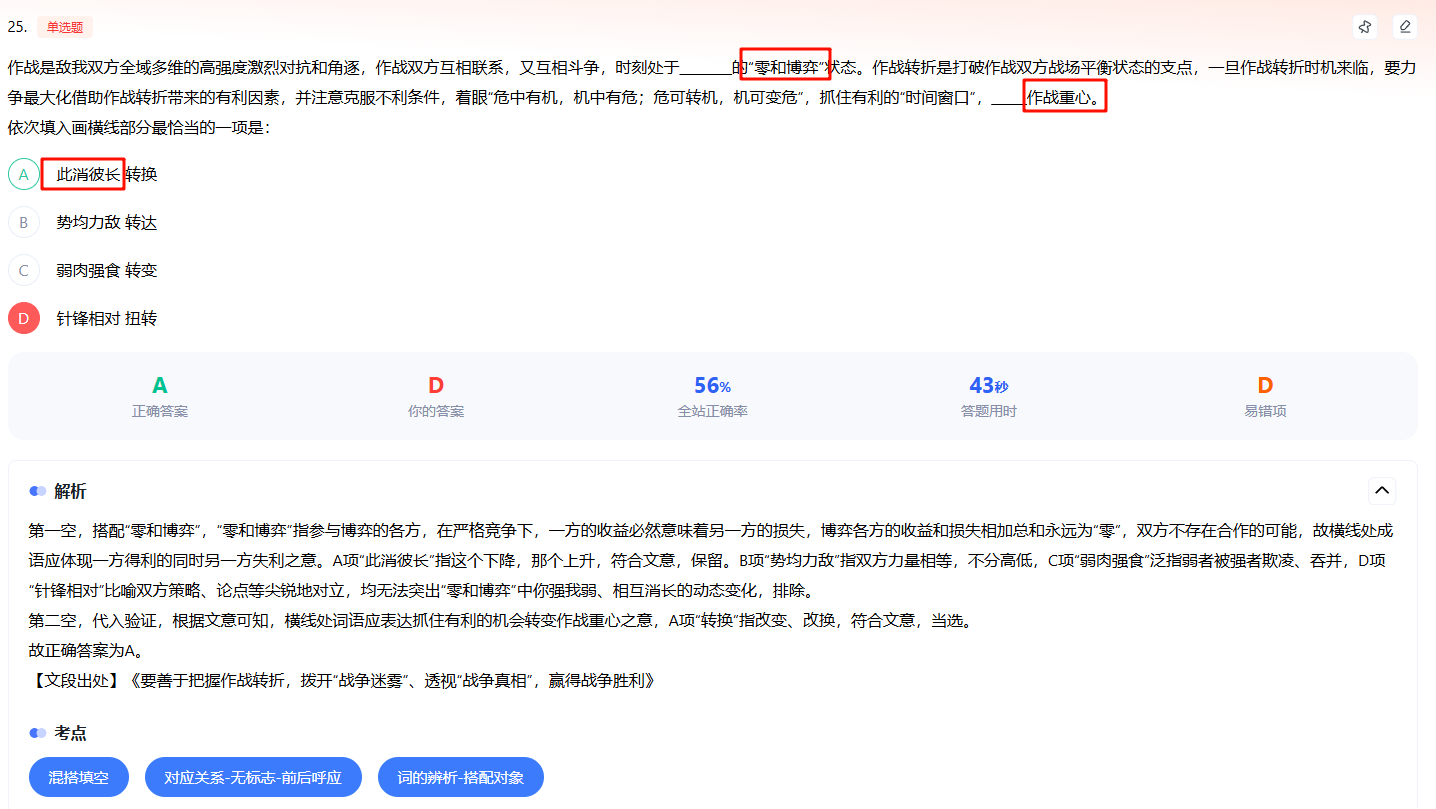 25. 单选题
作战是敌我双方全域多维的高强度激烈对抗和角逐，作战双方互相联系，又互相斗争，时刻处于_______的“零和博弈”状态。作战转折是打破作战双方战场平衡状态的支点，一旦作战转折时机来临，要力
争最大化借助作战转折带来的有利因素，并注意克服不利条件，着眼“危中有机，机中有危；危可转机，机可变危”，抓住有利的“时间窗口”，_____作战重心。
依次填入画横线部分最恰当的一项是：
A 此消彼长 转换
B 势均力敌 转达
C 弱肉强食 转变
D 针锋相对 扭转
A D 56% 43秒 D
正确答案 你的答案 全站正确率 答题用时 易错项
解析
第一空，搭配“零和博弈”，“零和博弈”指参与博弈的各方，在严格竞争下，一方的收益必然意味着另一方的损失，博弈各方的收益和损失相加总和永远为“零”，双方不存在合作的可能，故横线处成
语应体现一方得利的同时另一方失利之意。A项“此消彼长”指这个下降，那个上升，符合文意，保留。B项“势均力敌”指双方力量相等，不分高低，C项“弱肉强食”泛指弱者被强者欺凌、吞并，D项
“针锋相对”比喻双方策略、论点等尖锐地对立，均无法突出“零和博弈”中你强我弱、相互消长的动态变化，排除。
第二空，代入验证，根据文意可知，横线处词语应表达抓住有利的机会转变作战重心之意，A项“转换”指改变、改换，符合文意，当选。
故正确答案为A。
【文段出处】《要善于把握作战转折，拨开“战争迷雾”、透视“战争真相”，赢得战争胜利》
考点
混搭填空 对应关系-无标志-前后呼应 词的辨析-搭配对象